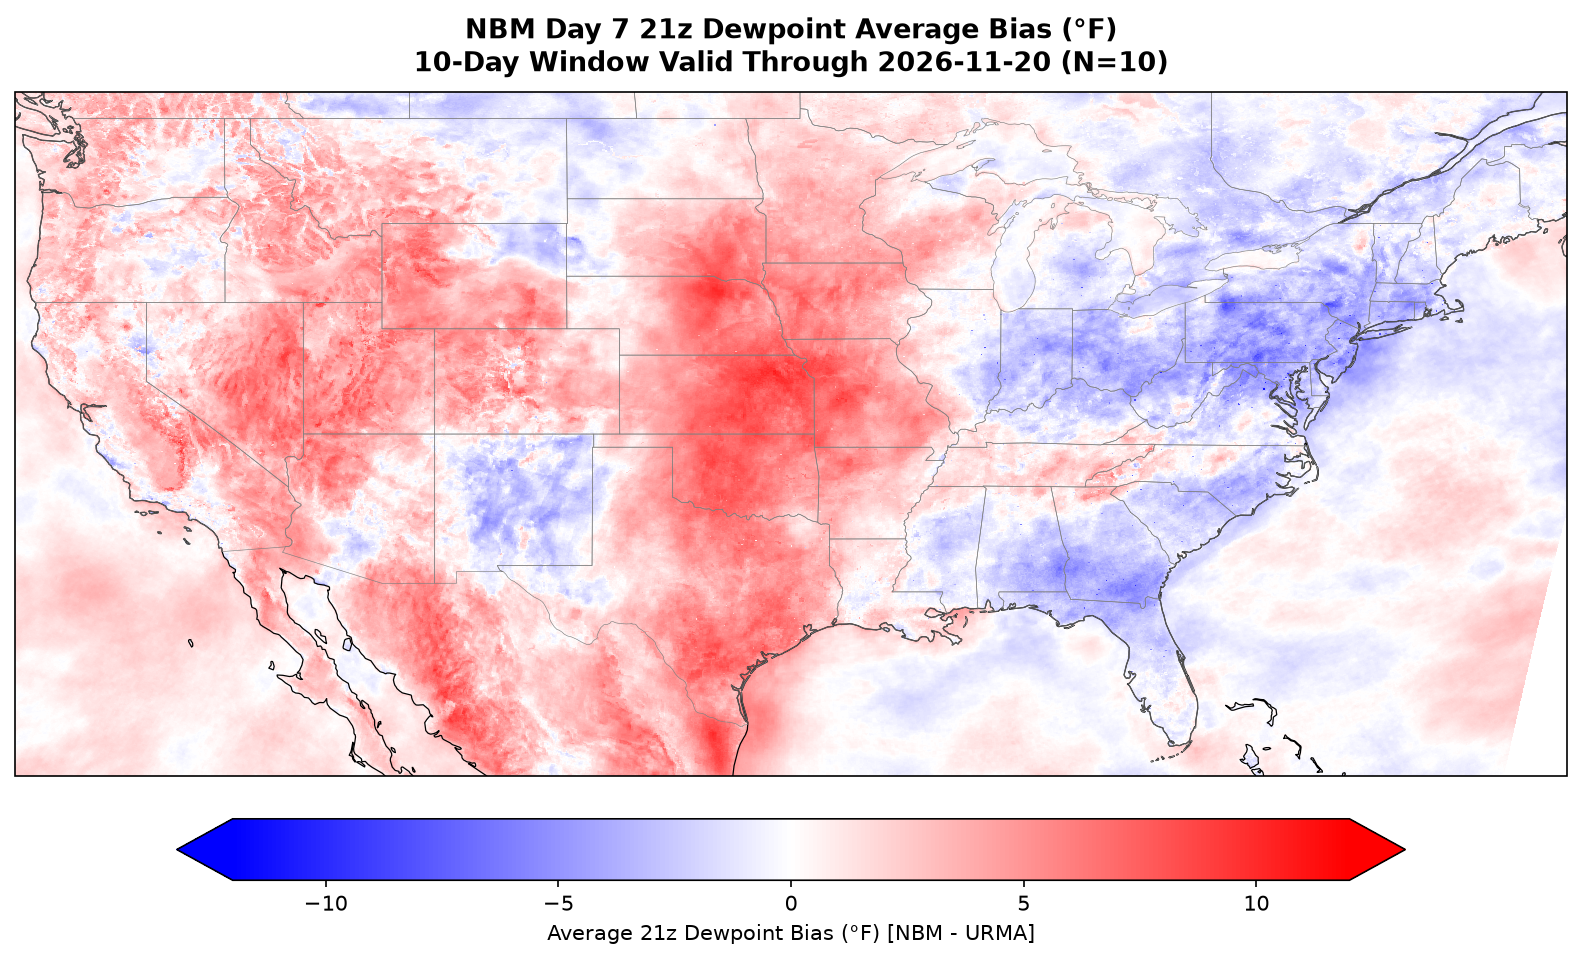 NBM Day 7 21z Dewpoint Average Bias (°F)
10-Day Window Valid Through 2026-11-20 (N=10)
−10 −5 0 5 10
Average 21z Dewpoint Bias (°F) [NBM - URMA]